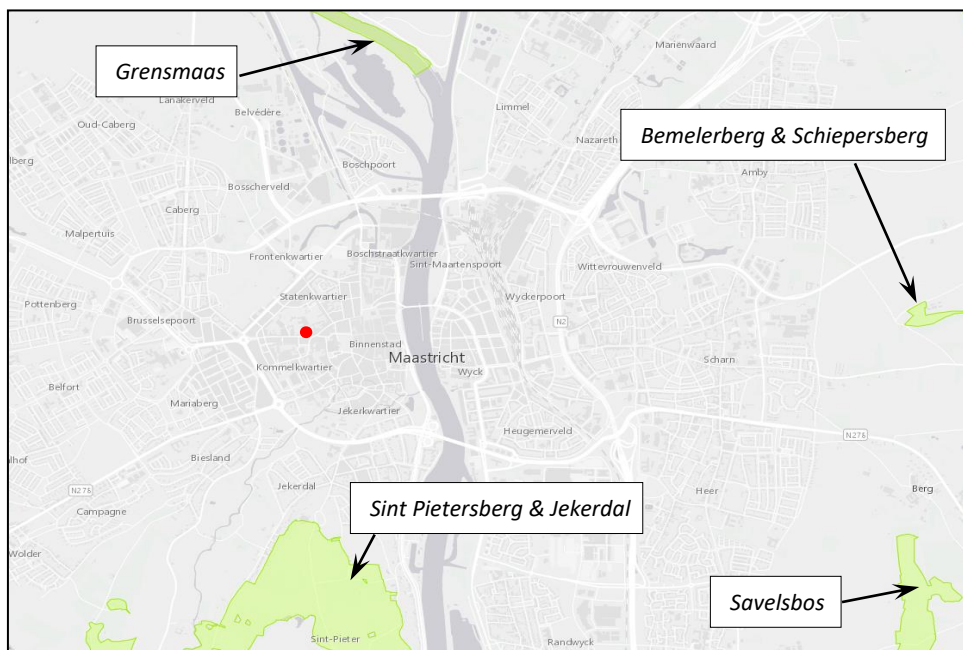 Grensmaas
Marienwaard
Lanakerveld
Belvédère
Limmel
Oud-Caberg
Nazareth
Bemelerberg & Schiepersberg
Boschpoort
Amby
Bosscherveld
Caberg
Malpertuis
Frontenkwartier
Boschstraatkwartier
Sint-Maartenspoort
Wittevrouwenveld
Statenkwartier
Pottenberg
Wyckerpoort
Brusselsepoort
N2
Binnenstad
Maastricht
Scharn
Kommelkwartier
Wyck
Belfort
Mariaberg
Jekerkwartier
Heugemerveld
N278
Biesland
Jekerdal
N278
Heer
Berg
Sint Pietersberg & Jekerdal
Campagne
Wolder
Savelsbos
Sint-Pieter
Randwyck